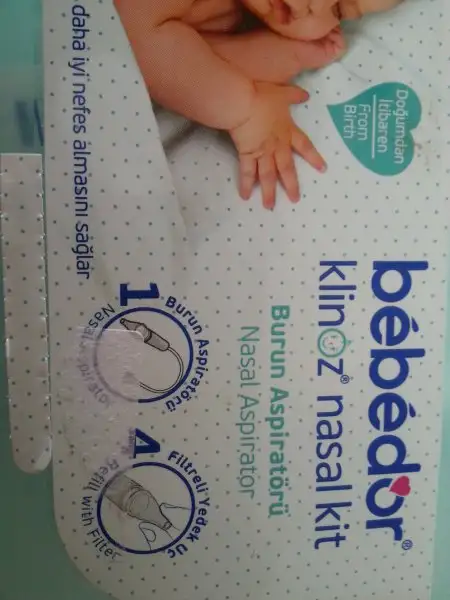 bébédor®
klinoz® nasal kit
Burun Aspiratörü
Nasal Aspirator
Doğumdan
İtibaren
From
Birth
1
Burun Aspiratörü
4
Filtreli Yedek Uç
Refill with Filter
daha iyi nefes almasını sağlar